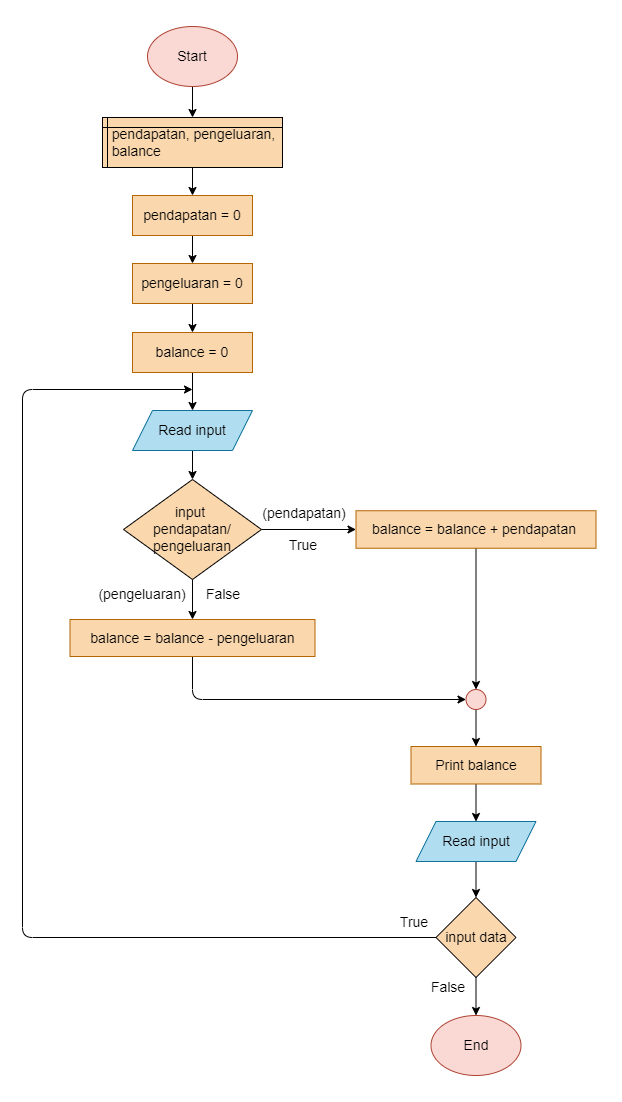 Start
pendapatan, pengeluaran,
balance
pendapatan = 0
pengeluaran = 0
balance = 0
Read input
input
pendapatan/
pengeluaran
(pendapatan)
True
balance = balance + pendapatan
(pengeluaran)
False
balance = balance - pengeluaran
Print balance
Read input
True
input data
False
End